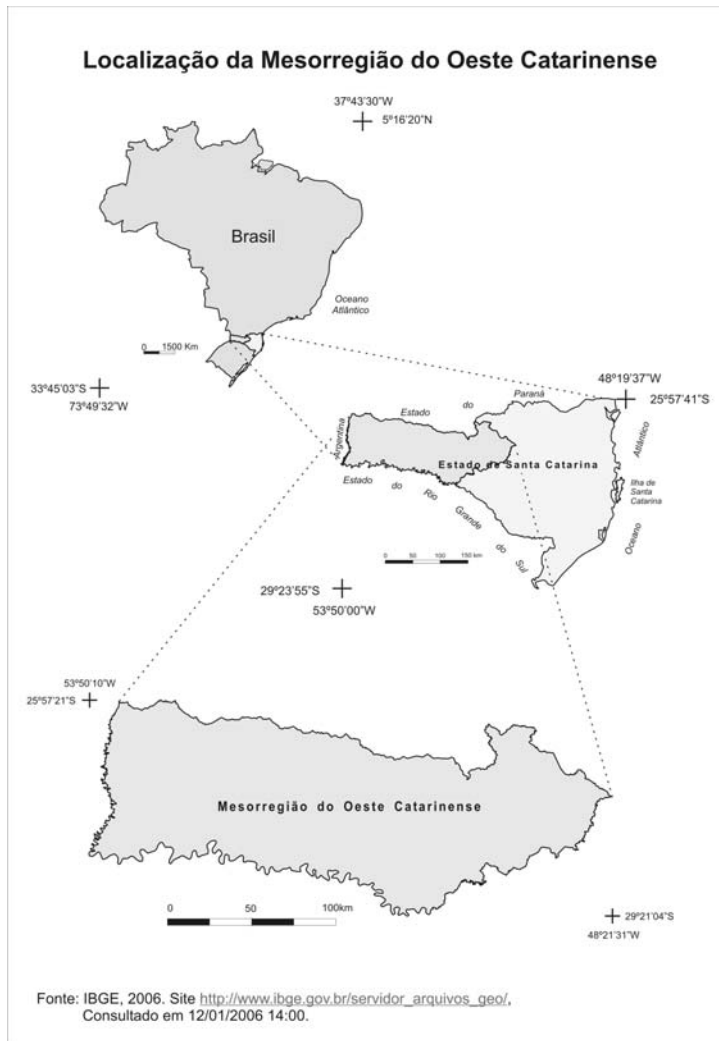 Localização da Mesorregião do Oeste Catarinense
37º43'30"W
5º16'20"N
Brasil
Oceano
Atlântico
0 1500 Km
33º45'03"S
73º49'32"W
48º19'37"W
25º57'41"S
Estado do Paraná
Argentina
Atlântico
Estado de Santa Catarina
Ilha de
Santa
Catarina
Estado do Rio Grande do Sul
Oceano
0 50 100 150 km
29º23'55"S
53º50'00"W
53º50'10"W
25º57'21"S
Mesorregião do Oeste Catarinense
0 50 100km
29º21'04"S
48º21'31"W
Fonte: IBGE, 2006. Site http://www.ibge.gov.br/servidor_arquivos_geo/,
Consultado em 12/01/2006 14:00.